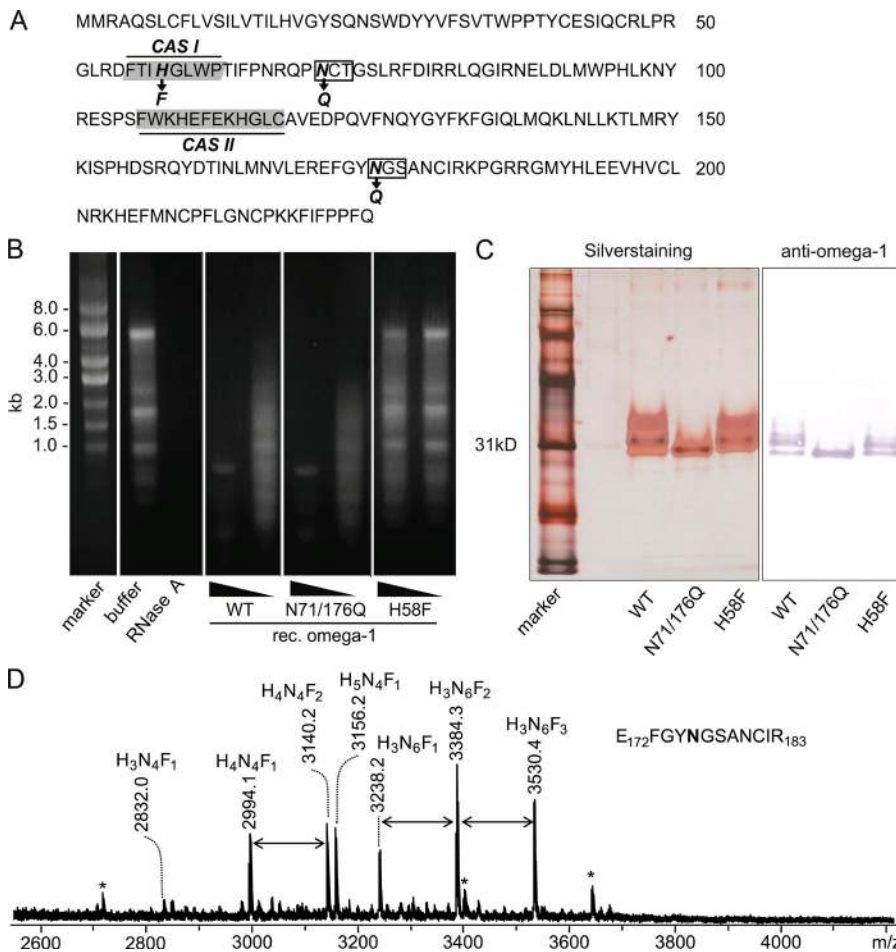 A
MMRAQSLCFLVSILVTILHVGYSQNSWDYYVFSVTWPPTYCESIQCRLPR 50
CAS I
GLRDFTIHGLWPTIFPNRQPNCTGSLRFDIRRLQGIRNELDLMWPHLKNY 100
F Q
RESPSFWKHEFEKHGLCAVEDPQVFNQYGYFKFGIQLMQKLNLLKTLMRY 150
CAS II
KISPHDSRQYDTINLMNVLEREFGYNGSANCIRKPGRRGMYHLEEVHVCL 200
Q
NRKHEFMNCPFLGNCPKKFIFPPFQ
B
kb
8.0
6.0
4.0
3.0
2.0
1.5
1.0
marker
buffer
RNase A
WT N71/176Q H58F
rec. omega-1
C
Silverstaining anti-omega-1
31kD
marker
WT
N71/176Q
H58F
WT
N71/176Q
H58F
D
H3N4F1
2832.0
H4N4F1
2994.1
H4N4F2
3140.2
H5N4F1
3156.2
H3N6F1
3238.2
H3N6F2
3384.3
H3N6F3
3530.4
E172FGYNGSANCIR183
* * *
2600 2800 3000 3200 3400 3600 3800 4000 m/z